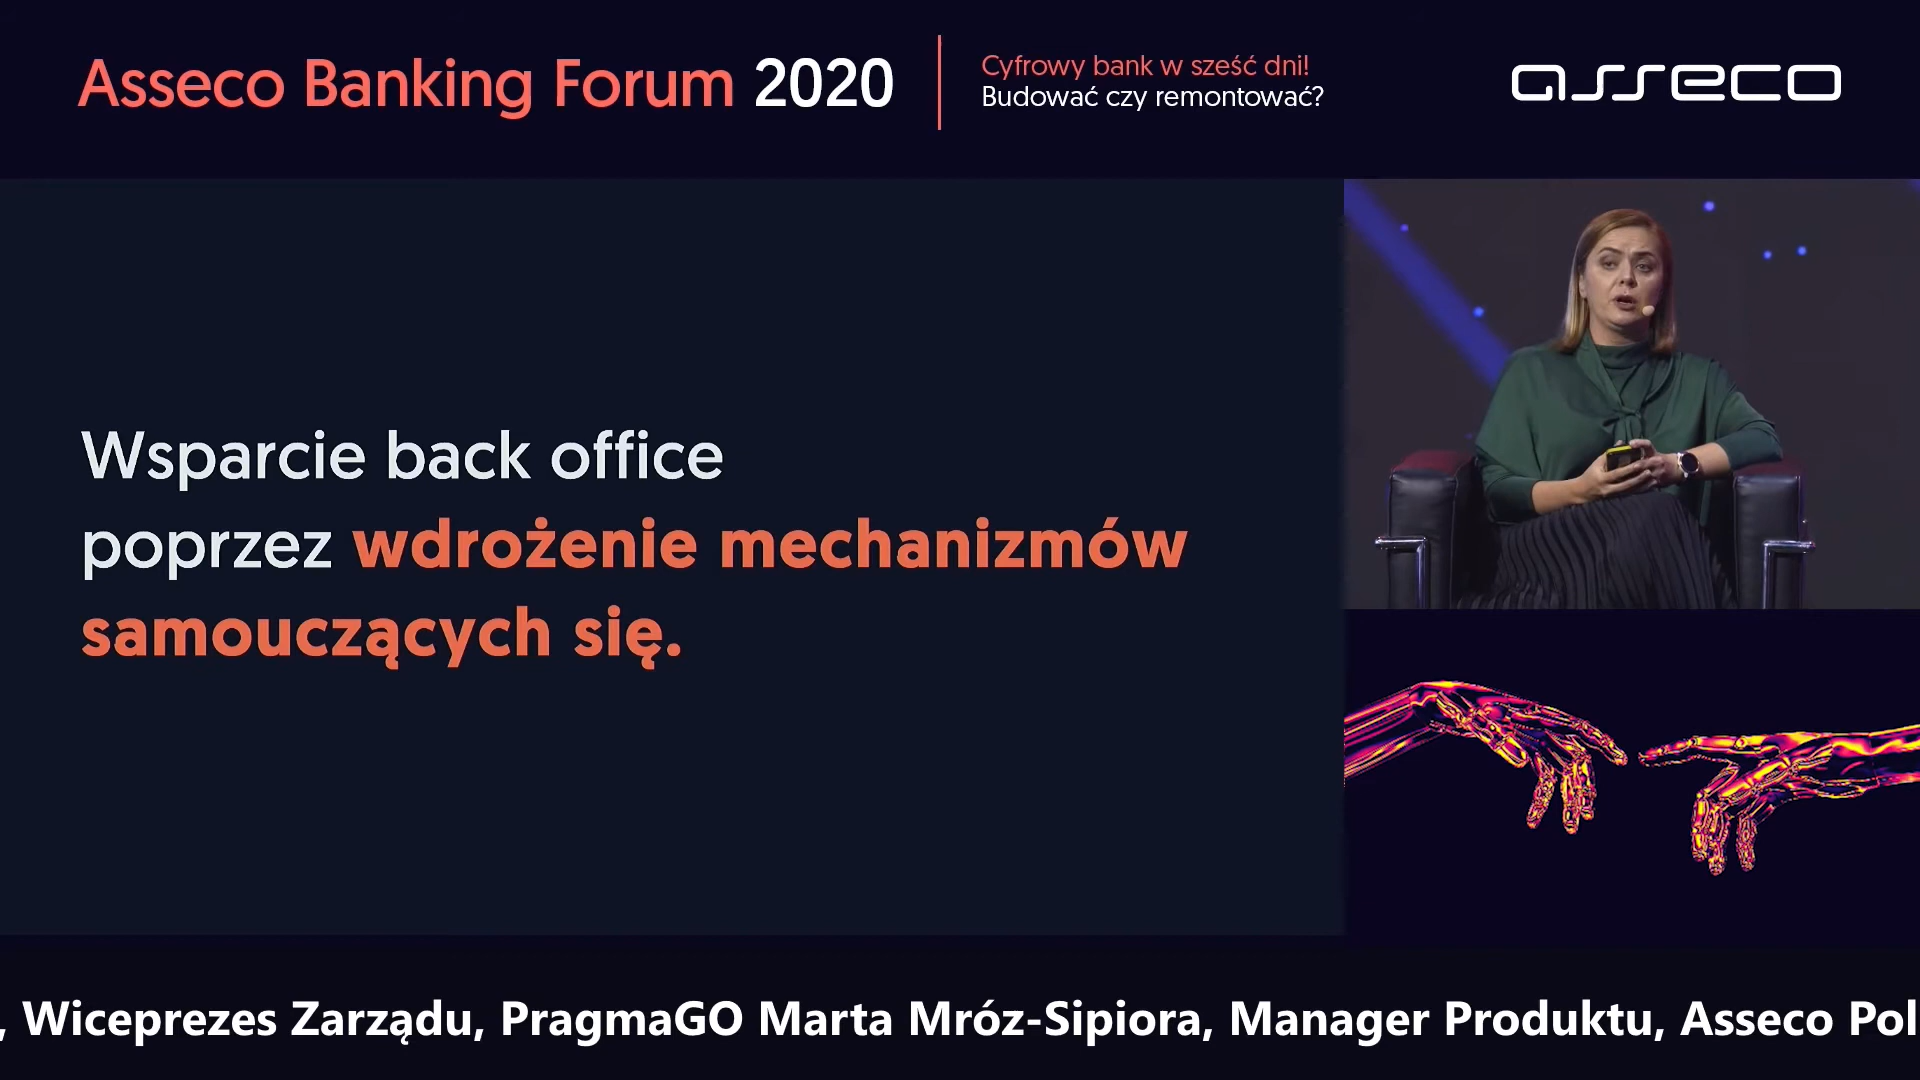 Asseco Banking Forum 2020
Cyfrowy bank w sześć dni!
Budować czy remontować?
asseco
Wsparcie back office
poprzez wdrożenie mechanizmów
samouczących się.
, Wiceprezes Zarządu, PragmaGO Marta Mróz-Sipiora, Manager Produktu, Asseco Pol